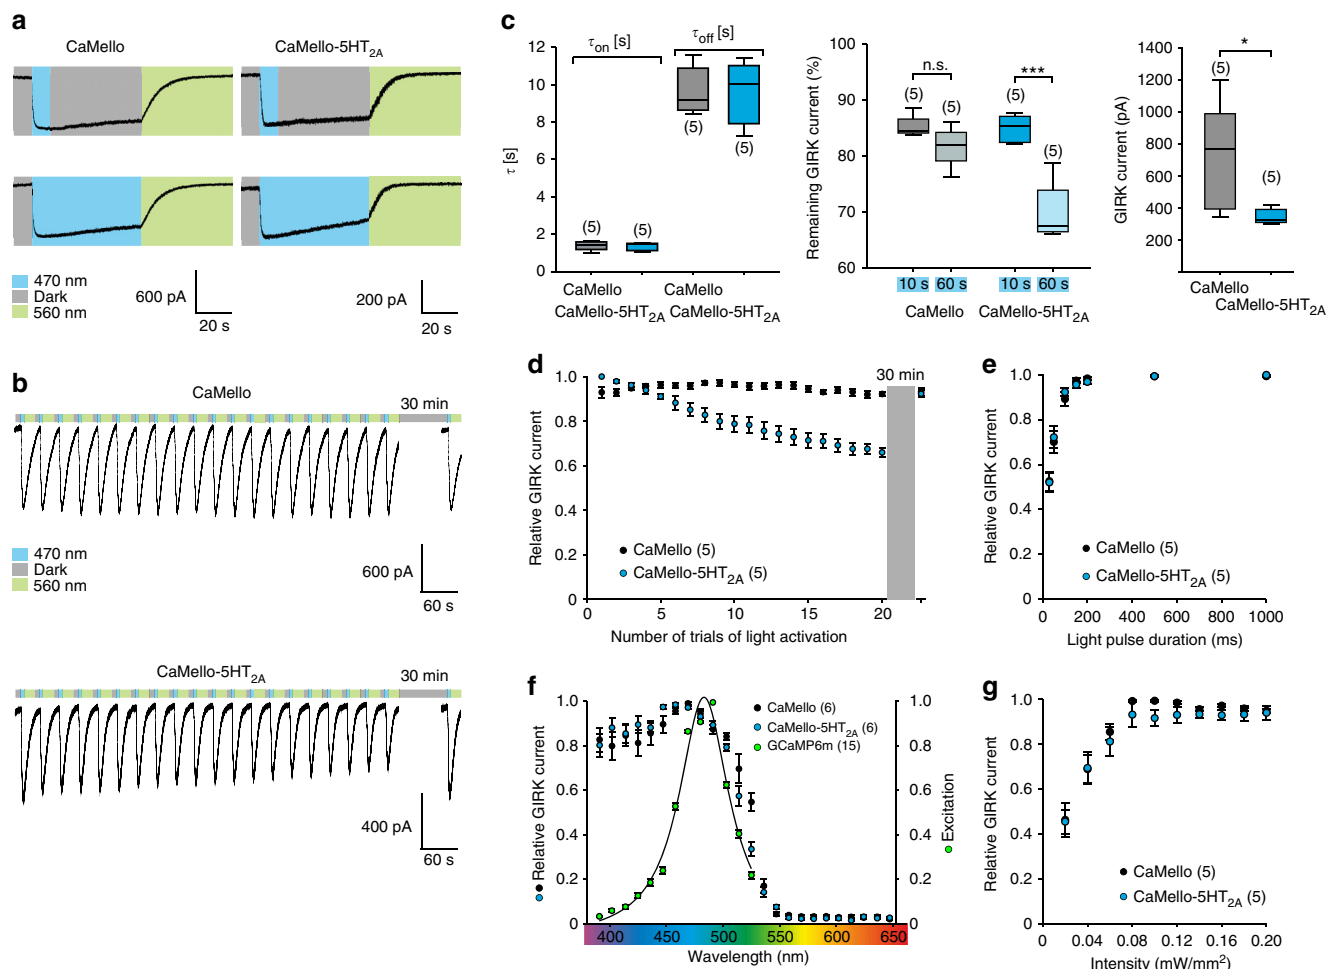 a
CaMello
CaMello-5HT2A
470 nm
Dark
560 nm
600 pA
20 s
200 pA
20 s
b
CaMello
30 min
470 nm
Dark
560 nm
600 pA
60 s
CaMello-5HT2A
30 min
400 pA
60 s
c
τon [s]
τoff [s]
12
10
8
6
4
2
0
τ [s]
(5)
(5)
(5)
(5)
CaMello
CaMello
CaMello-5HT2A
CaMello-5HT2A
Remaining GIRK current (%)
100
90
80
70
60
n.s.
***
(5)
(5)
(5)
(5)
10 s
60 s
10 s
60 s
CaMello
CaMello-5HT2A
GIRK current (pA)
1400
1200
1000
800
600
400
200
*
(5)
(5)
CaMello
CaMello-5HT2A
d
30 min
Relative GIRK current
1.0
0.8
0.6
0.4
0.2
0
CaMello (5)
CaMello-5HT2A (5)
0
5
10
15
20
Number of trials of light activation
e
Relative GIRK current
1.0
0.8
0.6
0.4
0.2
0
CaMello (5)
CaMello-5HT2A (5)
0
200
400
600
800
1000
Light pulse duration (ms)
f
Relative GIRK current
1.0
0.8
0.6
0.4
0.2
0
CaMello (6)
CaMello-5HT2A (6)
GCaMP6m (15)
1.0
0.8
0.6
0.4
0.2
0
Excitation
400
450
500
550
600
650
Wavelength (nm)
g
Relative GIRK current
1.0
0.8
0.6
0.4
0.2
0
CaMello (5)
CaMello-5HT2A (5)
0
0.04
0.08
0.12
0.16
0.20
Intensity (mW/mm²)